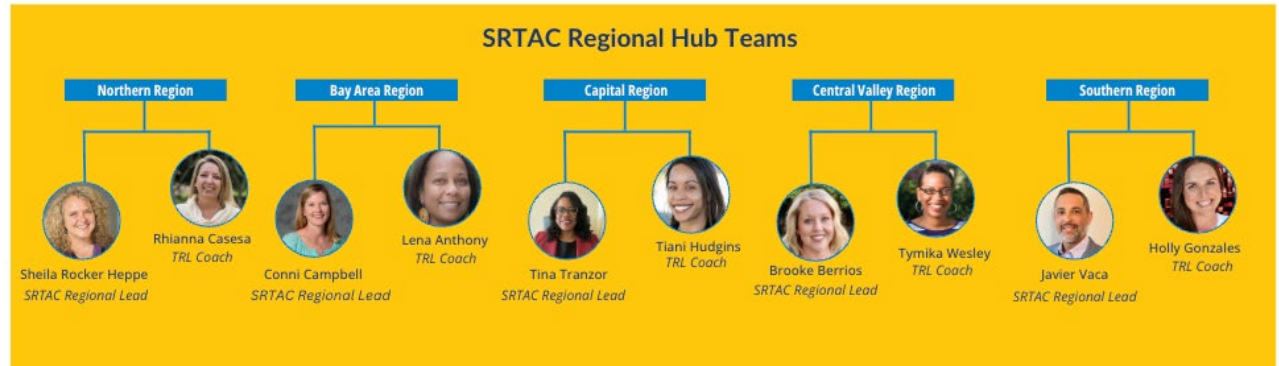 SRTAC Regional Hub Teams
Northern Region
Bay Area Region
Capital Region
Central Valley Region
Southern Region
Sheila Rocker Heppe
SRTAC Regional Lead
Rhianna Casesa
TRL Coach
Conni Campbell
SRTAC Regional Lead
Lena Anthony
TRL Coach
Tina Tranzor
SRTAC Regional Lead
Tiani Hudgins
TRL Coach
Brooke Berrios
SRTAC Regional Lead
Tymika Wesley
TRL Coach
Javier Vaca
SRTAC Regional Lead
Holly Gonzales
TRL Coach